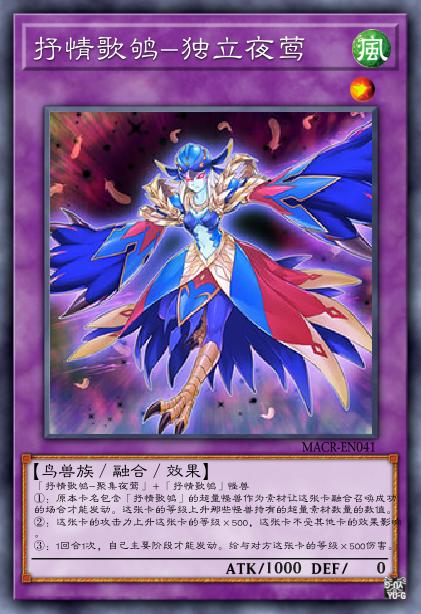 抒情歌鸲-独立夜莺
風
MACR-EN041
【鸟兽族／融合／效果】
「抒情歌鸲-聚集夜莺」+「抒情歌鸲」怪兽
①：原本卡名包含「抒情歌鸲」的超量怪兽作为素材让这张卡融合召唤成功
的场合才能发动。这张卡的等级上升那些怪兽持有的超量素材数量的数值。
②：这张卡的攻击力上升这张卡的等级×500，这张卡不受其他卡的效果影响
。
③：1回合1次，自己主要阶段才能发动。给与对方这张卡的等级×500伤害。
ATK/1000 DEF/ 0